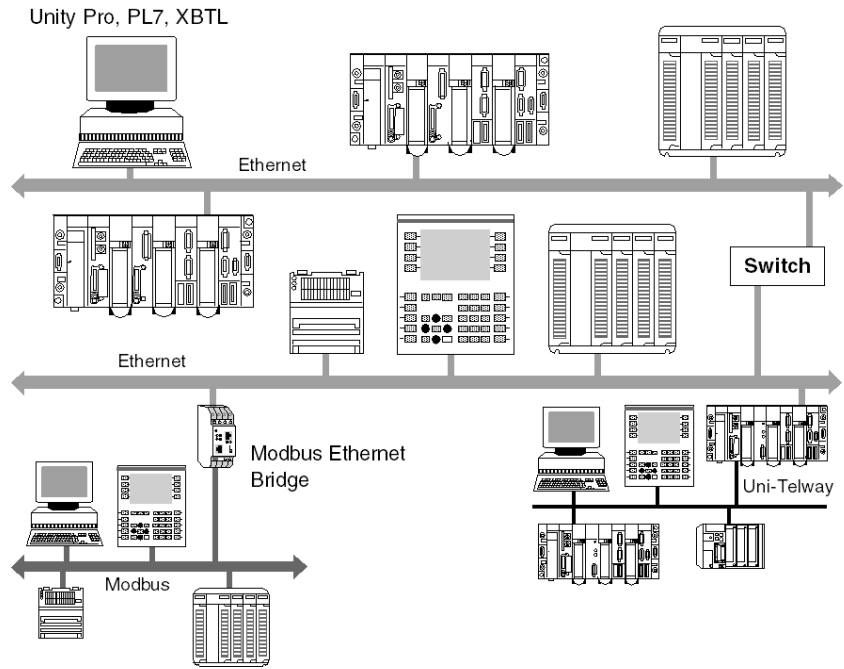 Unity Pro, PL7, XBTL
Ethernet
Switch
Ethernet
Modbus Ethernet
Bridge
Uni-Telway
Modbus